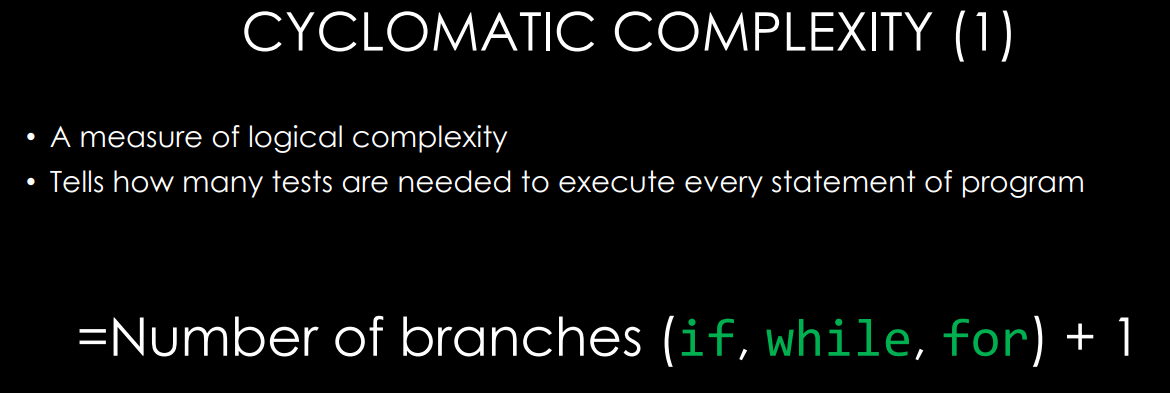 CYCLOMATIC COMPLEXITY (1)
• A measure of logical complexity
• Tells how many tests are needed to execute every statement of program
=Number of branches (if, while, for) + 1